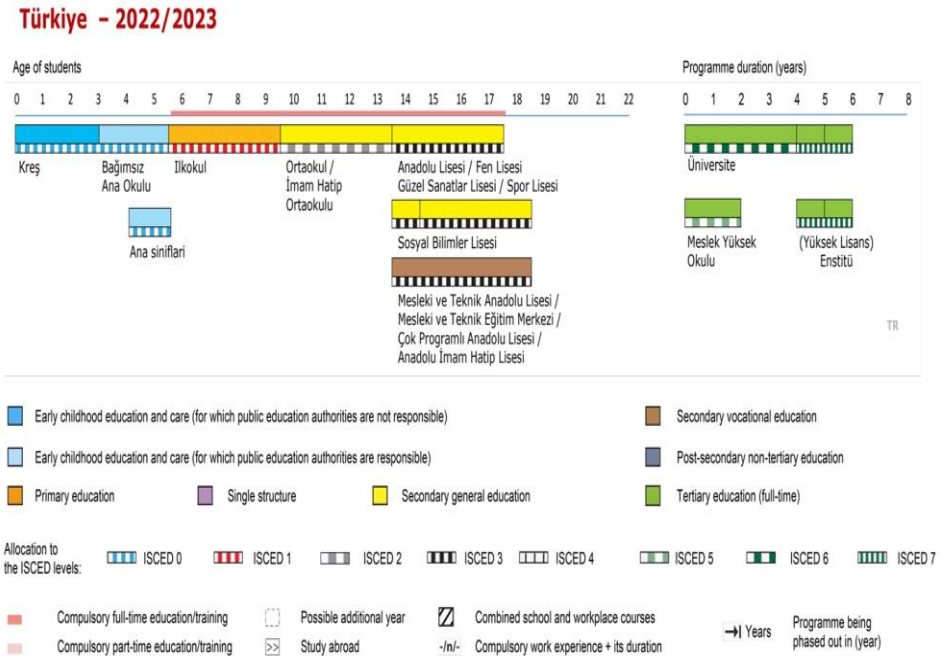 Türkiye – 2022/2023
Age of students
Programme duration (years)
0 1 2 3 4 5 6 7 8 9 10 11 12 13 14 15 16 17 18 19 20 21 22
0 1 2 3 4 5 6 7 8
Kreş
Bağımsız
Ana Okulu
İlkokul
Ortaokul /
İmam Hatip
Ortaokulu
Anadolu Lisesi / Fen Lisesi
Güzel Sanatlar Lisesi / Spor Lisesi
Üniversite
Ana siniflari
Sosyal Bilimler Lisesi
Meslek Yüksek
Okulu
(Yüksek Lisans)
Enstitü
Mesleki ve Teknik Anadolu Lisesi /
Mesleki ve Teknik Eğitim Merkezi /
Çok Programlı Anadolu Lisesi /
Anadolu İmam Hatip Lisesi
TR
Early childhood education and care (for which public education authorities are not responsible)
Secondary vocational education
Early childhood education and care (for which public education authorities are responsible)
Post-secondary non-tertiary education
Primary education
Single structure
Secondary general education
Tertiary education (full-time)
Allocation to
the ISCED levels:
ISCED 0
ISCED 1
ISCED 2
ISCED 3
ISCED 4
ISCED 5
ISCED 6
ISCED 7
Compulsory full-time education/training
Possible additional year
Combined school and workplace courses
Years
Programme being
phased out in (year)
Compulsory part-time education/training
>>
Study abroad
-/n/-
Compulsory work experience + its duration